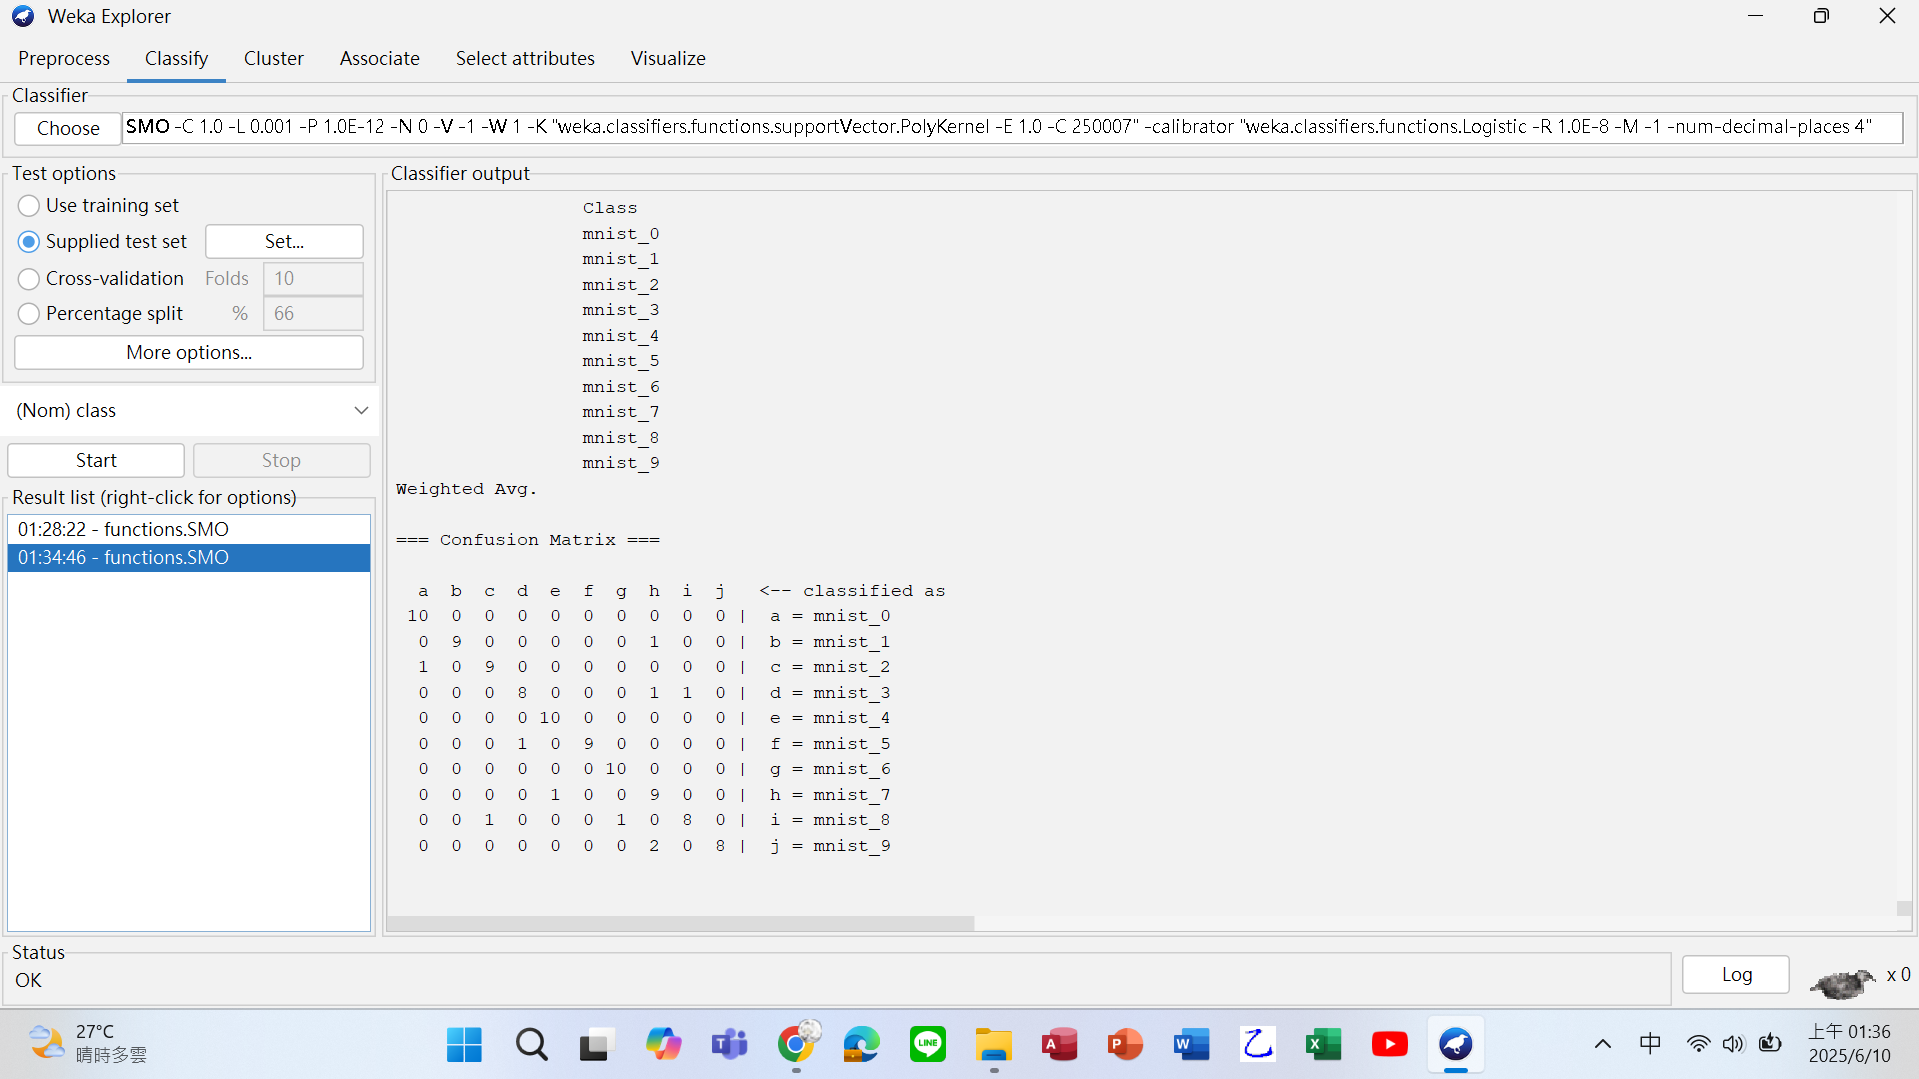 Weka Explorer
Preprocess Classify Cluster Associate Select attributes Visualize
Classifier
Choose SMO -C 1.0 -L 0.001 -P 1.0E-12 -N 0 -V -1 -W 1 -K "weka.classifiers.functions.supportVector.PolyKernel -E 1.0 -C 250007" -calibrator "weka.classifiers.functions.Logistic -R 1.0E-8 -M -1 -num-decimal-places 4"
Test options
Use training set
Supplied test set Set...
Cross-validation Folds 10
Percentage split % 66
More options...
(Nom) class
Start Stop
Result list (right-click for options)
01:28:22 - functions.SMO
01:34:46 - functions.SMO
Classifier output
Class
mnist_0
mnist_1
mnist_2
mnist_3
mnist_4
mnist_5
mnist_6
mnist_7
mnist_8
mnist_9
Weighted Avg.
=== Confusion Matrix ===
a b c d e f g h i j <-- classified as
10 0 0 0 0 0 0 0 0 0 | a = mnist_0
0 9 0 0 0 0 0 1 0 0 | b = mnist_1
1 0 9 0 0 0 0 0 0 0 | c = mnist_2
0 0 0 8 0 0 0 1 1 0 | d = mnist_3
0 0 0 0 10 0 0 0 0 0 | e = mnist_4
0 0 0 1 0 9 0 0 0 0 | f = mnist_5
0 0 0 0 0 0 10 0 0 0 | g = mnist_6
0 0 0 0 1 0 0 9 0 0 | h = mnist_7
0 0 1 0 0 0 1 0 8 0 | i = mnist_8
0 0 0 0 0 0 0 2 0 8 | j = mnist_9
Status
OK
Log x 0
27°C
晴時多雲
LINE
中
上午 01:36
2025/6/10